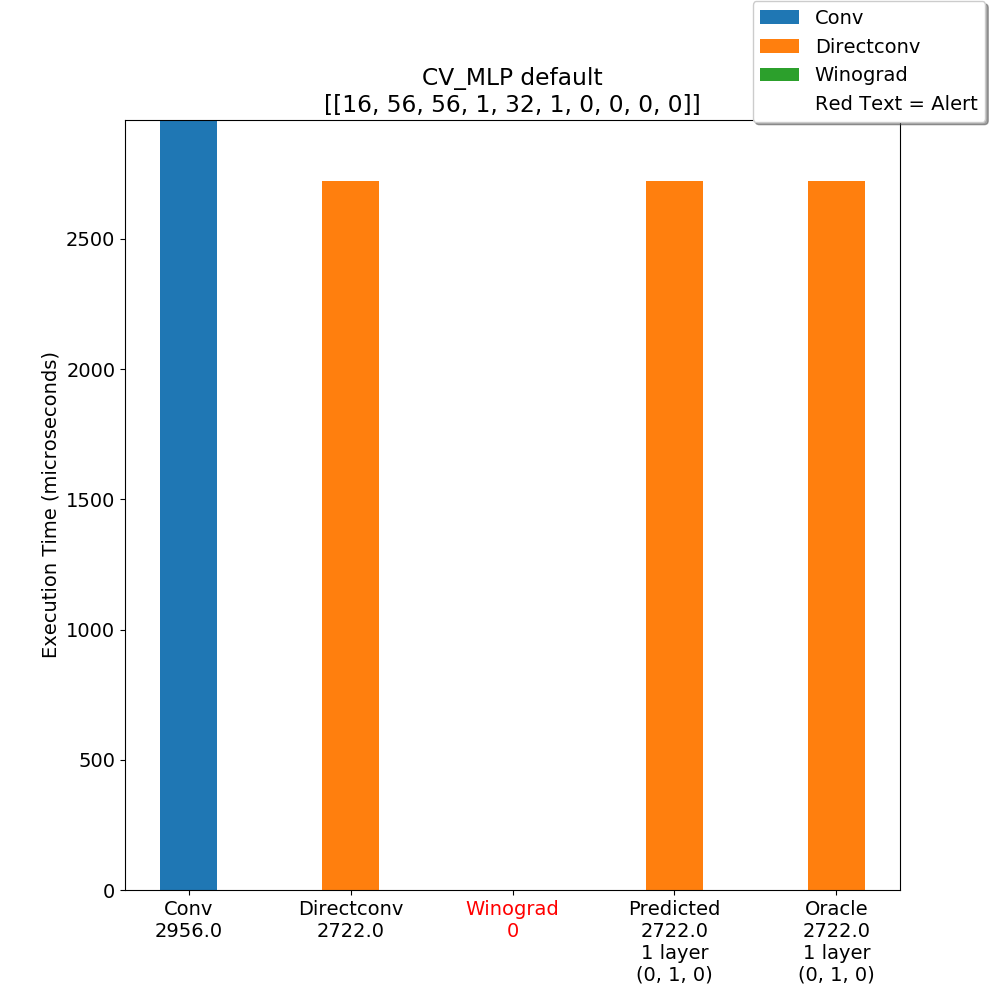 Conv
Directconv
Winograd
Red Text = Alert
CV_MLP default
[[16, 56, 56, 1, 32, 1, 0, 0, 0, 0]]
Execution Time (microseconds)
2500
2000
1500
1000
500
0
Conv
2956.0
Directconv
2722.0
Winograd
0
Predicted
2722.0
1 layer
(0, 1, 0)
Oracle
2722.0
1 layer
(0, 1, 0)